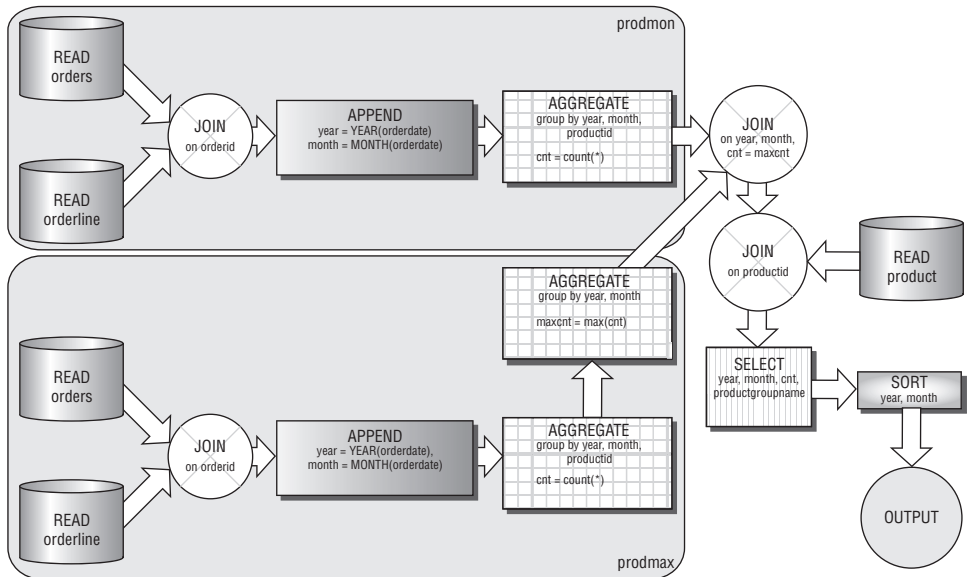 prodmon
READ
orders
READ
orderline
JOIN
on orderid
APPEND
year = YEAR(orderdate)
month = MONTH(orderdate)
AGGREGATE
group by year, month,
productid
cnt = count(*)
JOIN
on year, month,
cnt = maxcnt
JOIN
on productid
READ
product
AGGREGATE
group by year, month
maxcnt = max(cnt)
READ
orders
READ
orderline
JOIN
on orderid
APPEND
year = YEAR(orderdate),
month = MONTH(orderdate)
AGGREGATE
group by year, month,
productid
cnt = count(*)
prodmax
SELECT
year, month, cnt,
productgroupname
SORT
year, month
OUTPUT